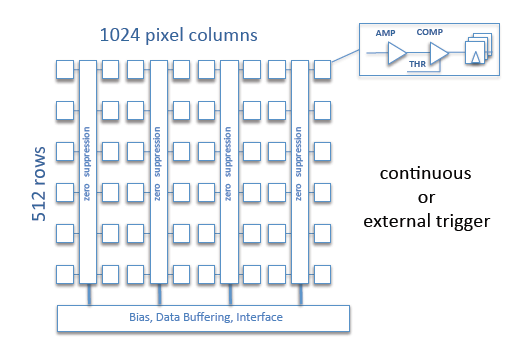 1024 pixel columns
AMP
COMP
THR
512 rows
zero suppression
zero suppression
zero suppression
zero suppression
continuous
or
external trigger
Bias, Data Buffering, Interface